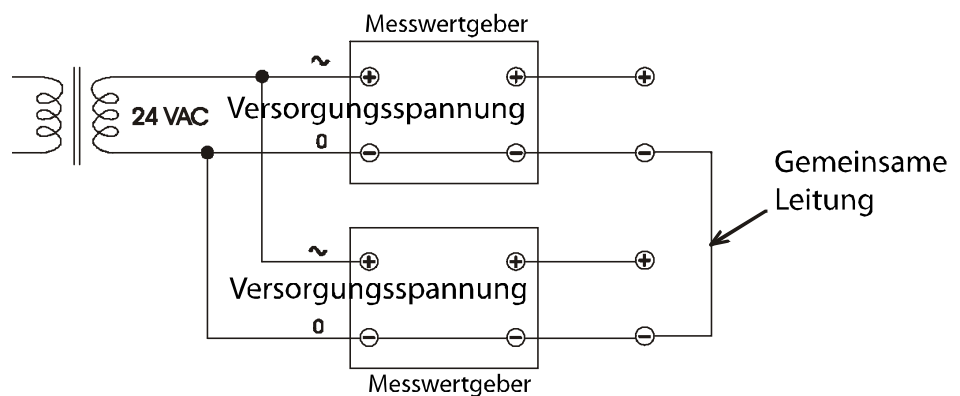 Messwertgeber
~
+ + +
24 VAC
Versorgungsspannung
0
- - -
Gemeinsame
Leitung
~
+ + +
Versorgungsspannung
0
- - -
Messwertgeber